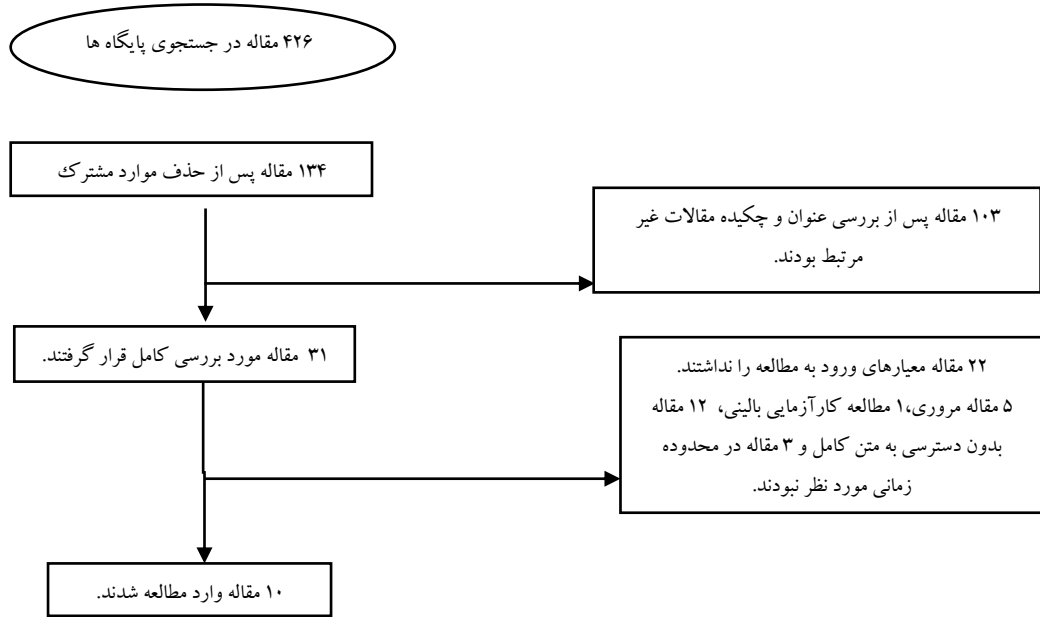 ۴۲۶ مقاله در جستجوی پایگاه ها
۱۳۴ مقاله پس از حذف موارد مشترک
۱۰۳ مقاله پس از بررسی عنوان و چکیده مقالات غیر
مرتبط بودند.
۳۱ مقاله مورد بررسی کامل قرار گرفتند.
۲۲ مقاله معیارهای ورود به مطالعه را نداشتند.
۵ مقاله مروری،۱ مطالعه کارآزمایی بالینی، ۱۲ مقاله
بدون دسترسی به متن کامل و ۳ مقاله در محدوده
زمانی مورد نظر نبودند.
۱۰ مقاله وارد مطالعه شدند.